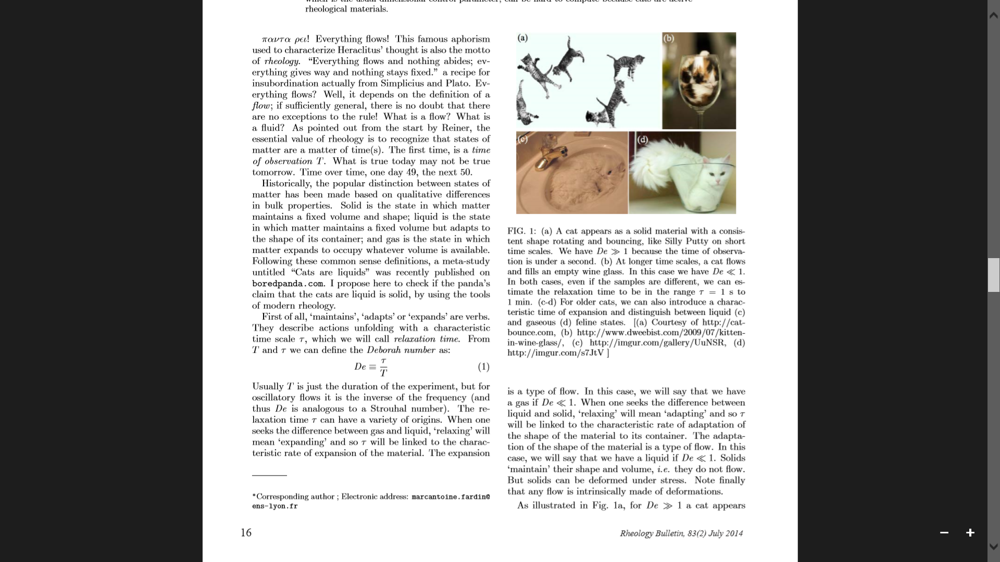 which is the usual dimensional control parameter, can be hard to compute because cats are active
rheological materials.
παντα ρει! Everything flows! This famous aphorism
used to characterize Heraclitus’ thought is also the motto
of rheology. “Everything flows and nothing abides; ev-
erything gives way and nothing stays fixed.” a recipe for
insubordination actually from Simplicius and Plato. Ev-
erything flows? Well, it depends on the definition of a
flow; if sufficiently general, there is no doubt that there
are no exceptions to the rule! What is a flow? What is
a fluid? As pointed out from the start by Reiner, the
essential value of rheology is to recognize that states of
matter are a matter of time(s). The first time, is a time
of observation T. What is true today may not be true
tomorrow. Time over time, one day 49, the next 50.
Historically, the popular distinction between states of
matter has been made based on qualitative differences
in bulk properties. Solid is the state in which matter
maintains a fixed volume and shape; liquid is the state
in which matter maintains a fixed volume but adapts to
the shape of its container; and gas is the state in which
matter expands to occupy whatever volume is available.
Following these common sense definitions, a meta-study
untitled “Cats are liquids” was recently published on
boredpanda.com. I propose here to check if the panda’s
claim that the cats are liquid is solid, by using the tools
of modern rheology.
First of all, ‘maintains’, ‘adapts’ or ‘expands’ are verbs.
They describe actions unfolding with a characteristic
time scale τ, which we will call relaxation time. From
T and τ we can define the Deborah number as:
De ≡ τ/T (1)
Usually T is just the duration of the experiment, but for
oscillatory flows it is the inverse of the frequency (and
thus De is analogous to a Strouhal number). The re-
laxation time τ can have a variety of origins. When one
seeks the difference between gas and liquid, ‘relaxing’ will
mean ‘expanding’ and so τ will be linked to the charac-
teristic rate of expansion of the material. The expansion
*Corresponding author ; Electronic address: marcantoine.fardin@
ens-lyon.fr
(a)
(b)
(c)
(d)
FIG. 1: (a) A cat appears as a solid material with a consis-
tent shape rotating and bouncing, like Silly Putty on short
time scales. We have De ≫ 1 because the time of observa-
tion is under a second. (b) At longer time scales, a cat flows
and fills an empty wine glass. In this case we have De ≪ 1.
In both cases, even if the samples are different, we can es-
timate the relaxation time to be in the range τ = 1 s to
1 min. (c-d) For older cats, we can also introduce a charac-
teristic time of expansion and distinguish between liquid (c)
and gaseous (d) feline states. [(a) Courtesy of http://cat-
bounce.com, (b) http://www.dweebist.com/2009/07/kitten-
in-wine-glass/, (c) http://imgur.com/gallery/UuNSR, (d)
http://imgur.com/s7JtV ]
is a type of flow. In this case, we will say that we have
a gas if De ≪ 1. When one seeks the difference between
liquid and solid, ‘relaxing’ will mean ‘adapting’ and so τ
will be linked to the characteristic rate of adaptation of
the shape of the material to its container. The adapta-
tion of the shape of the material is a type of flow. In this
case, we will say that we have a liquid if De ≪ 1. Solids
‘maintain’ their shape and volume, i.e. they do not flow.
But solids can be deformed under stress. Note finally
that any flow is intrinsically made of deformations.
As illustrated in Fig. 1a, for De ≫ 1 a cat appears
16
Rheology Bulletin, 83(2) July 2014